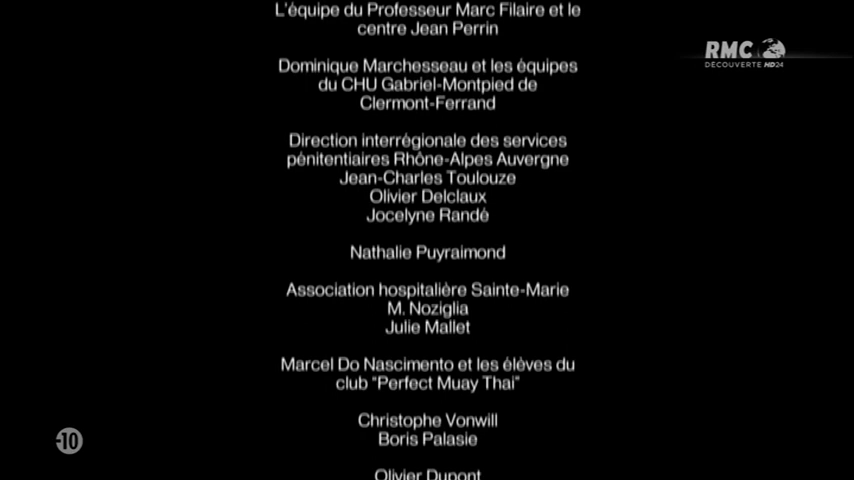 L'équipe du Professeur Marc Filaire et le
centre Jean Perrin
RMC
DÉCOUVERTE HD24
Dominique Marchesseau et les équipes
du CHU Gabriel-Montpied de
Clermont-Ferrand
Direction interrégionale des services
pénitentiaires Rhône-Alpes Auvergne
Jean-Charles Toulouze
Olivier Delclaux
Jocelyne Randé
Nathalie Puyraimond
Association hospitalière Sainte-Marie
M. Noziglia
Julie Mallet
Marcel Do Nascimento et les élèves du
club "Perfect Muay Thai"
Christophe Vonwill
Boris Palasie
-10
Olivier Dupont